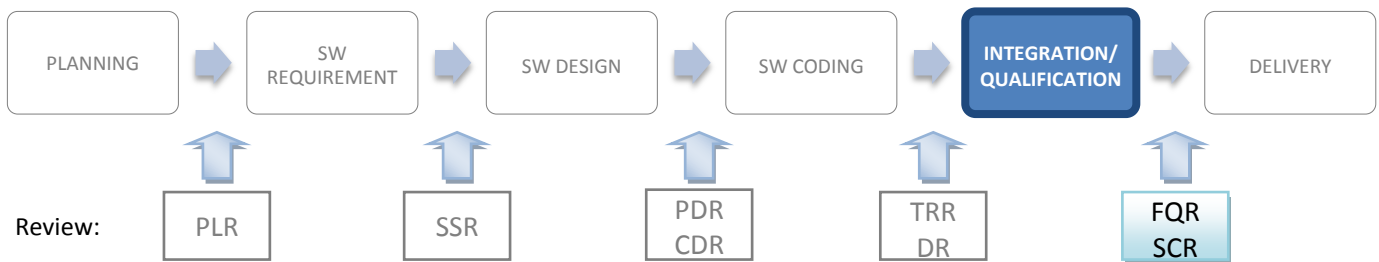 PLANNING
SW
REQUIREMENT
SW DESIGN
SW CODING
INTEGRATION/
QUALIFICATION
DELIVERY
Review:
PLR
SSR
PDR
CDR
TRR
DR
FQR
SCR